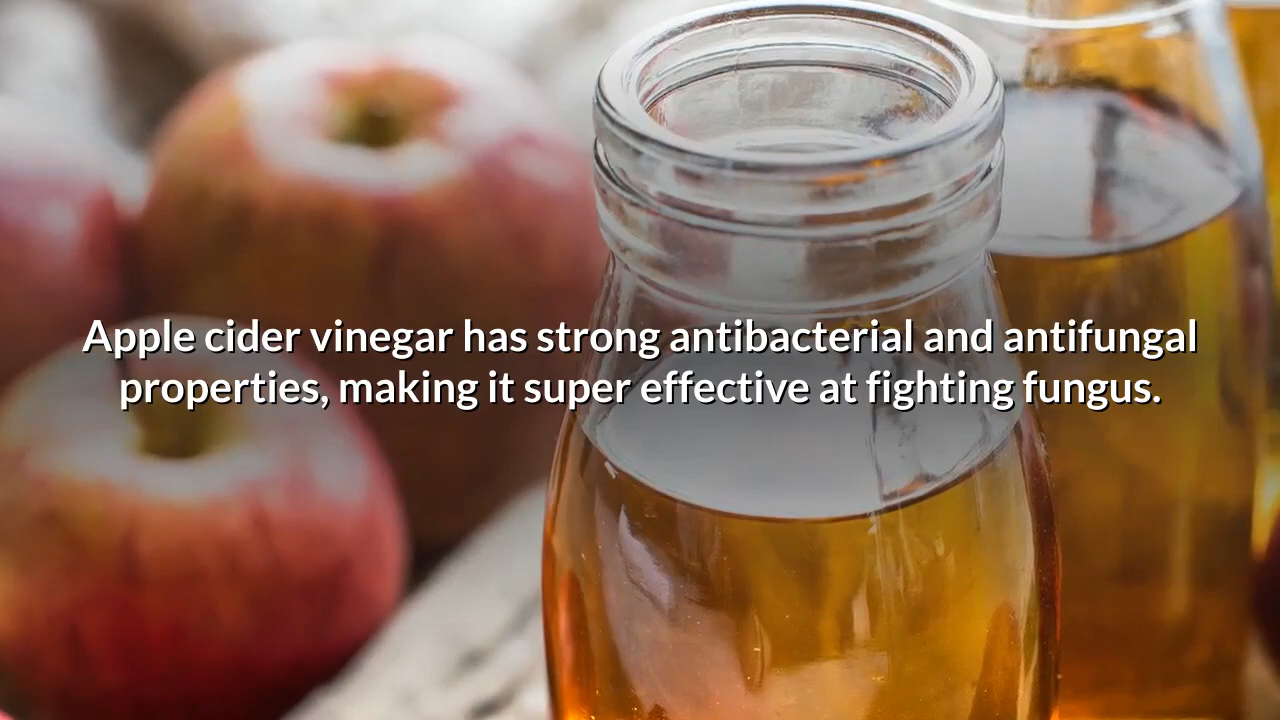 Apple cider vinegar has strong antibacterial and antifungal
properties, making it super effective at fighting fungus.